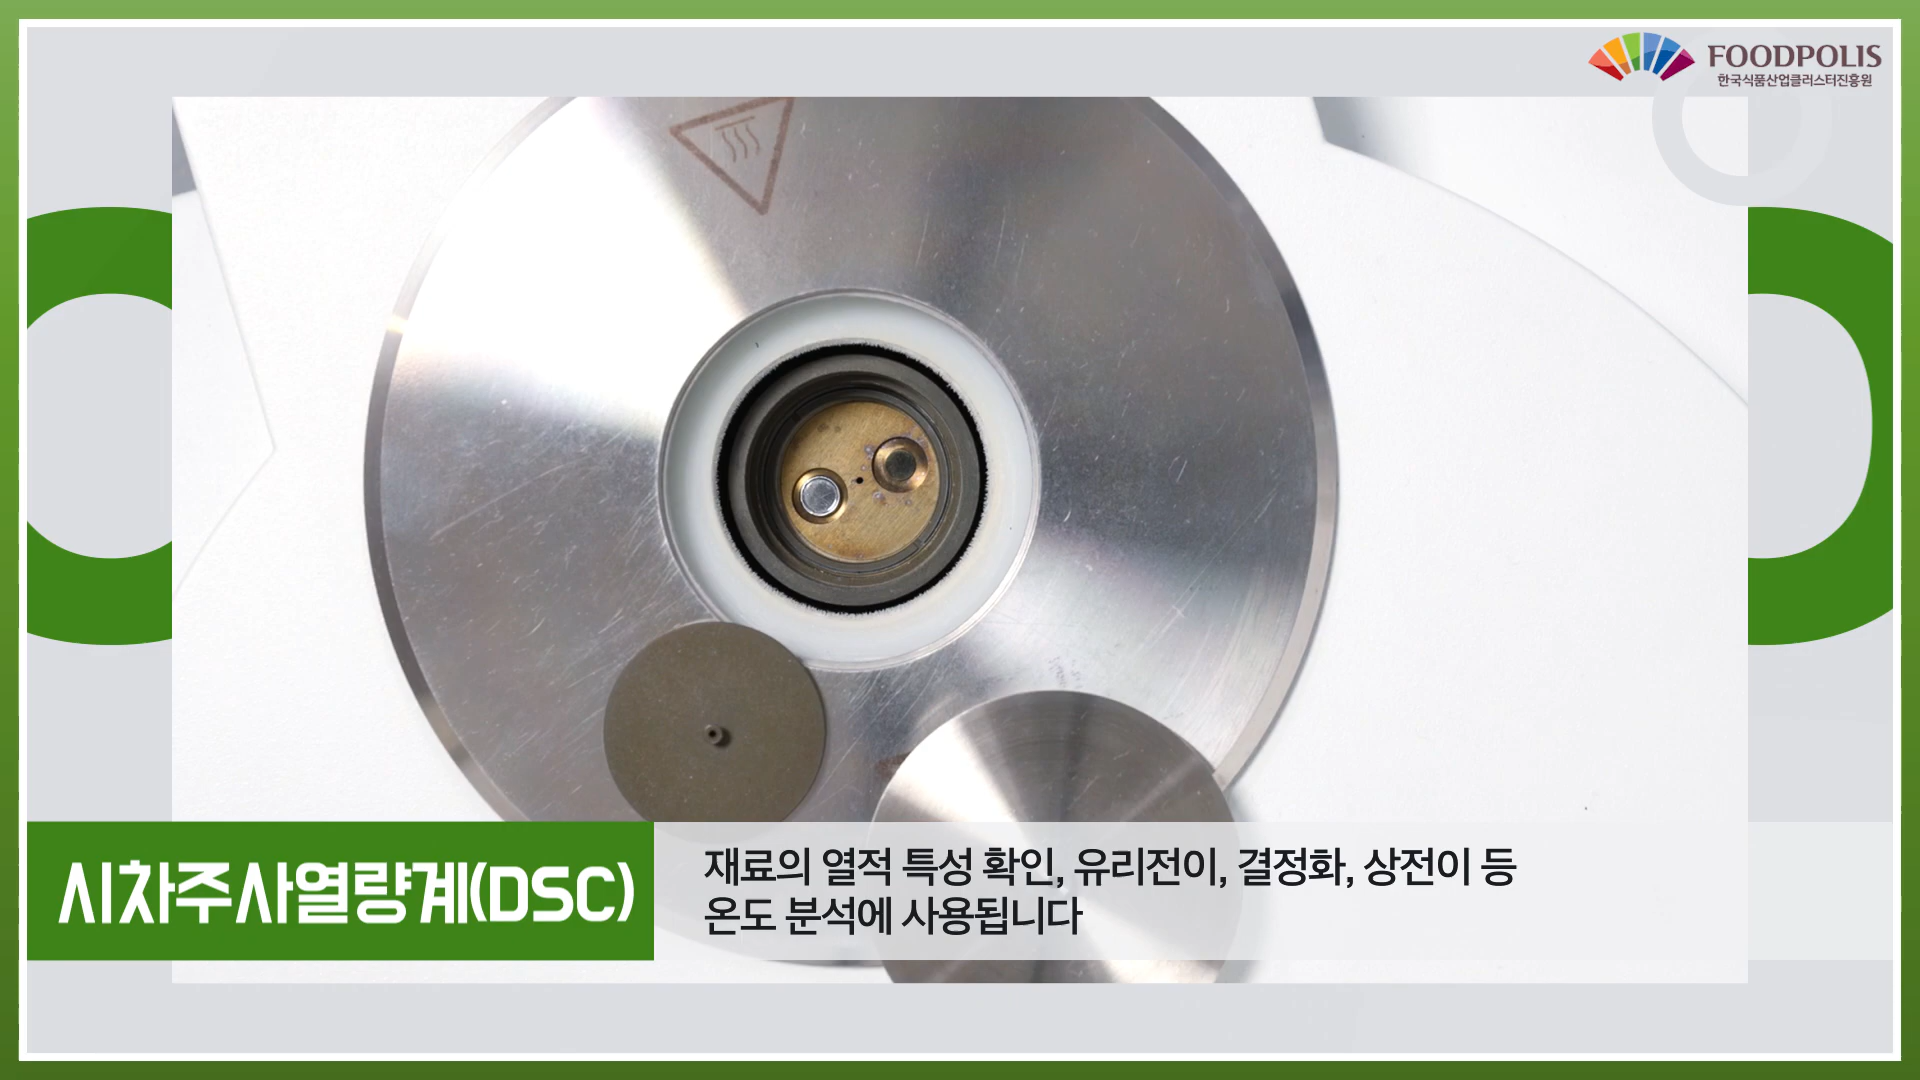 FOODPOLIS
한국식품산업클러스터진흥원
시차주사열량계(DSC)
재료의 열적 특성 확인, 유리전이, 결정화, 상전이 등
온도 분석에 사용됩니다